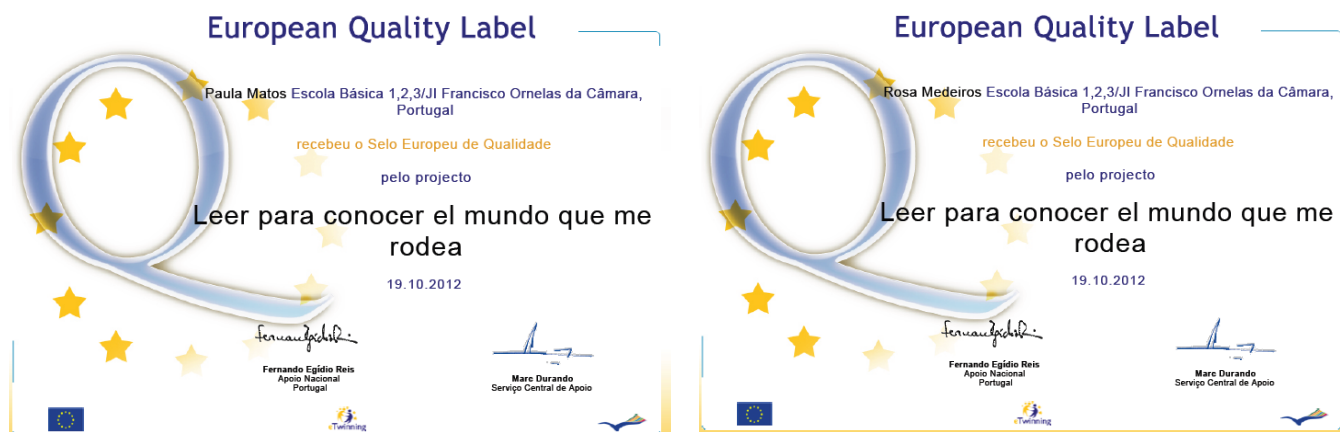 European Quality Label
Paula Matos Escola Básica 1,2,3/JI Francisco Ornelas da Câmara,
Portugal
recebeu o Selo Europeu de Qualidade
pelo projecto
Leer para conocer el mundo que me
rodea
19.10.2012
Fernando Egídio Reis
Apoio Nacional
Portugal
Marc Durando
Serviço Central de Apoio
eTwinning
European Quality Label
Rosa Medeiros Escola Básica 1,2,3/JI Francisco Ornelas da Câmara,
Portugal
recebeu o Selo Europeu de Qualidade
pelo projecto
Leer para conocer el mundo que me
rodea
19.10.2012
Fernando Egídio Reis
Apoio Nacional
Portugal
Marc Durando
Serviço Central de Apoio
eTwinning